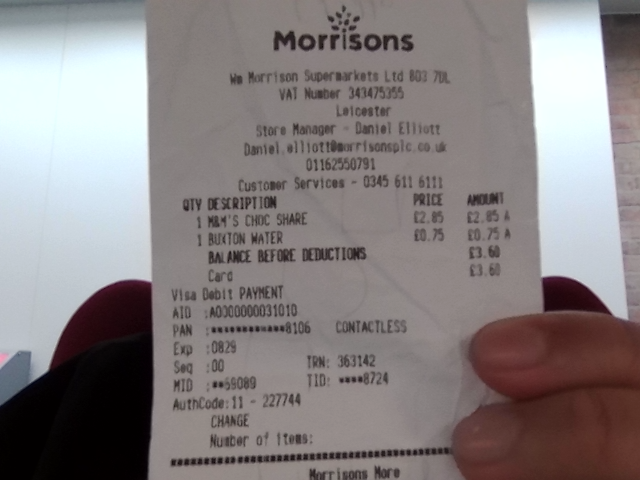 Morrisons
Wm Morrison Supermarkets Ltd BD3 7DL
VAT Number 343475355
Leicester
Store Manager - Daniel Elliott
Daniel.elliott@morrisonsplc.co.uk
01162550791
Customer Services - 0345 611 6111
QTY DESCRIPTION PRICE AMOUNT
1 M&M'S CHOC SHARE £2.85 £2.85 A
1 BUXTON WATER £0.75 £0.75 A
BALANCE BEFORE DEDUCTIONS £3.60
Card £3.60
Visa Debit PAYMENT
AID :A0000000031010
PAN :************8106 CONTACTLESS
Exp :0829
Seq :00 TRN: 363142
MID :**59089 TID: ****8724
AuthCode:11 - 227744
CHANGE
Number of items:
Morrisons More